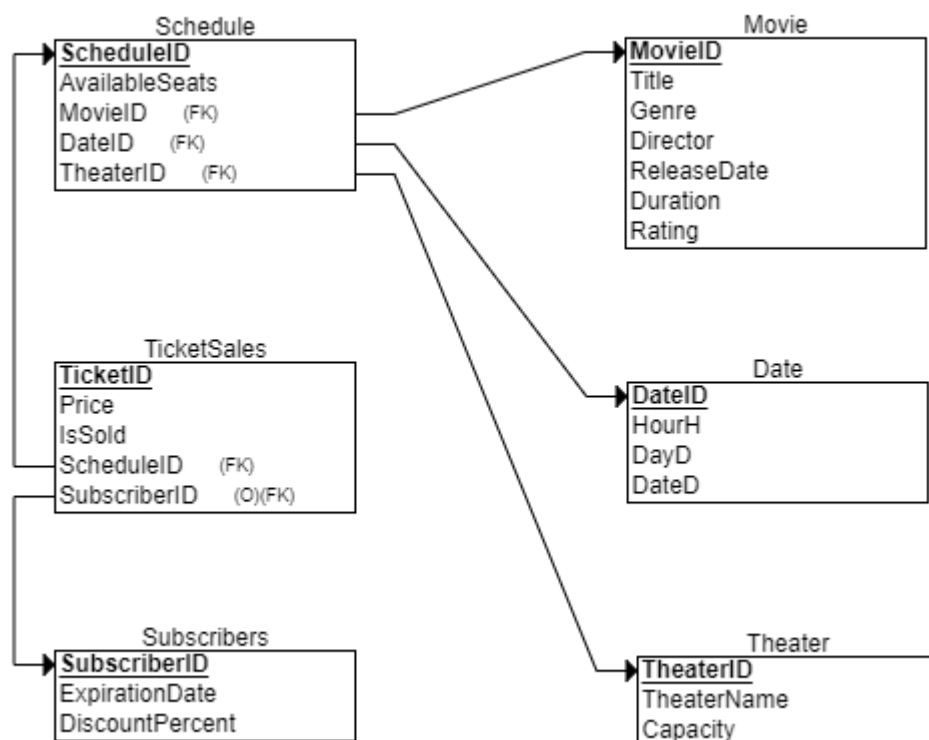 Schedule
ScheduleID
AvailableSeats
MovieID (FK)
DateID (FK)
TheaterID (FK)
Movie
MovieID
Title
Genre
Director
ReleaseDate
Duration
Rating
TicketSales
TicketID
Price
IsSold
ScheduleID (FK)
SubscriberID (O)(FK)
Date
DateID
HourH
DayD
DateD
Subscribers
SubscriberID
ExpirationDate
DiscountPercent
Theater
TheaterID
TheaterName
Capacity